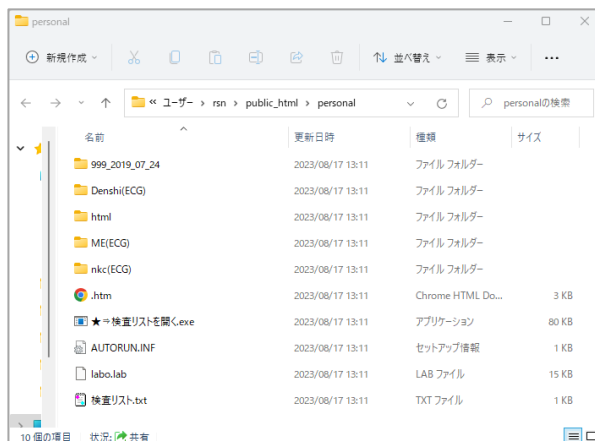 personal
新規作成 並べ替え 表示 ...
« ユーザー > rsn > public_html > personal personalの検索
名前 更新日時 種類 サイズ
999_2019_07_24 2023/08/17 13:11 ファイル フォルダー
Denshi(ECG) 2023/08/17 13:11 ファイル フォルダー
html 2023/08/17 13:11 ファイル フォルダー
ME(ECG) 2023/08/17 13:11 ファイル フォルダー
nkc(ECG) 2023/08/17 13:11 ファイル フォルダー
.htm 2023/08/17 13:11 Chrome HTML Do... 3 KB
★⇒検査リストを開く.exe 2023/08/17 13:11 アプリケーション 80 KB
AUTORUN.INF 2023/08/17 13:11 セットアップ情報 1 KB
labo.lab 2023/08/17 13:11 LAB ファイル 15 KB
検査リスト.txt 2023/08/17 13:11 TXT ファイル 1 KB
10 個の項目 状況: 共有